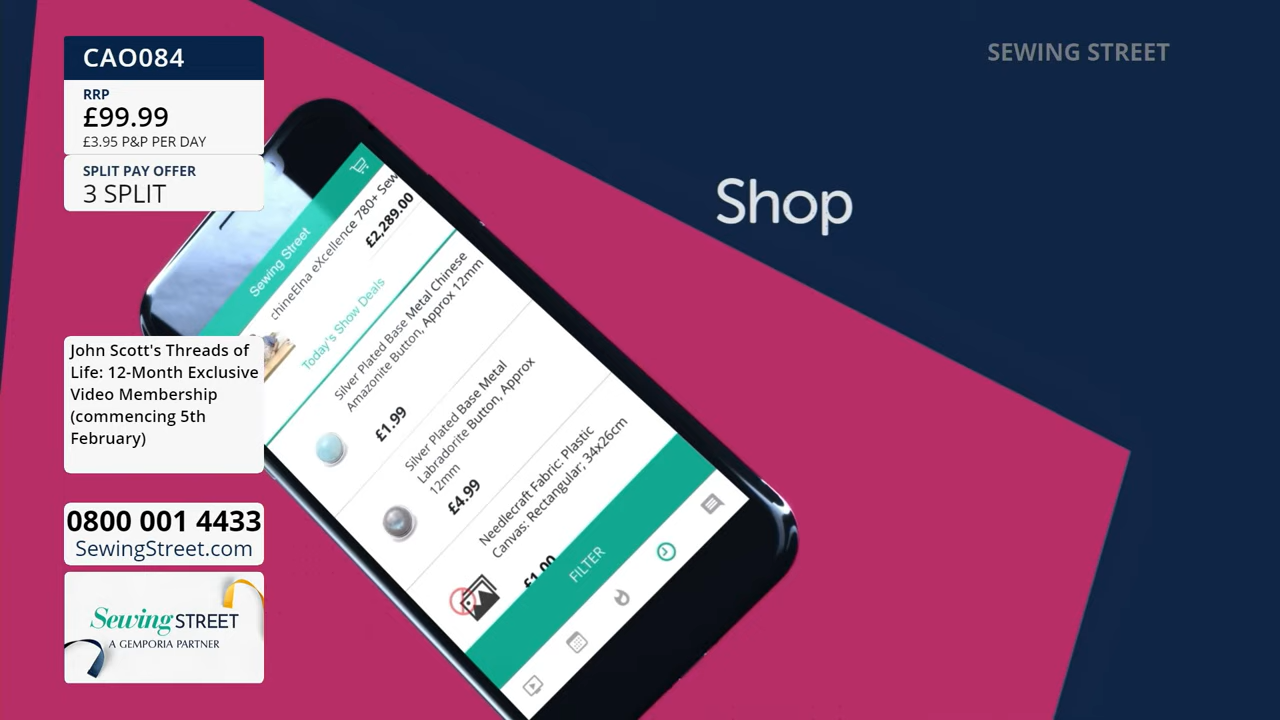 CAO084
RRP
£99.99
£3.95 P&P PER DAY
SPLIT PAY OFFER
3 SPLIT
John Scott's Threads of
Life: 12-Month Exclusive
Video Membership
(commencing 5th
February)
0800 001 4433
SewingStreet.com
Sewing STREET
A GEMPORIA PARTNER
SEWING STREET
Shop
Sewing Street
chineElna eXcellence 780+ Sew
£2,289.00
Today's Show Deals
Silver Plated Base Metal Chinese
Amazonite Button, Approx 12mm
£1.99
Silver Plated Base Metal
Labradorite Button, Approx
12mm
£4.99
Needlecraft Fabric: Plastic
Canvas: Rectangular; 34x26cm
£1.00
FILTER